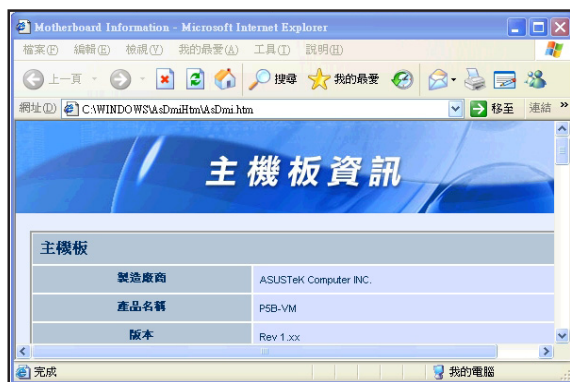 Motherboard Information - Microsoft Internet Explorer
檔案(F) 編輯(E) 檢視(V) 我的最愛(A) 工具(T) 說明(H)
上一頁 搜尋 我的最愛
網址(D) C:\WINDOWS\AsDmiHtm\AsDmi.htm 移至 連結 »
主機板資訊
主機板
製造廠商 ASUSTeK Computer INC.
產品名稱 P5B-VM
版本 Rev 1.xx
完成 我的電腦